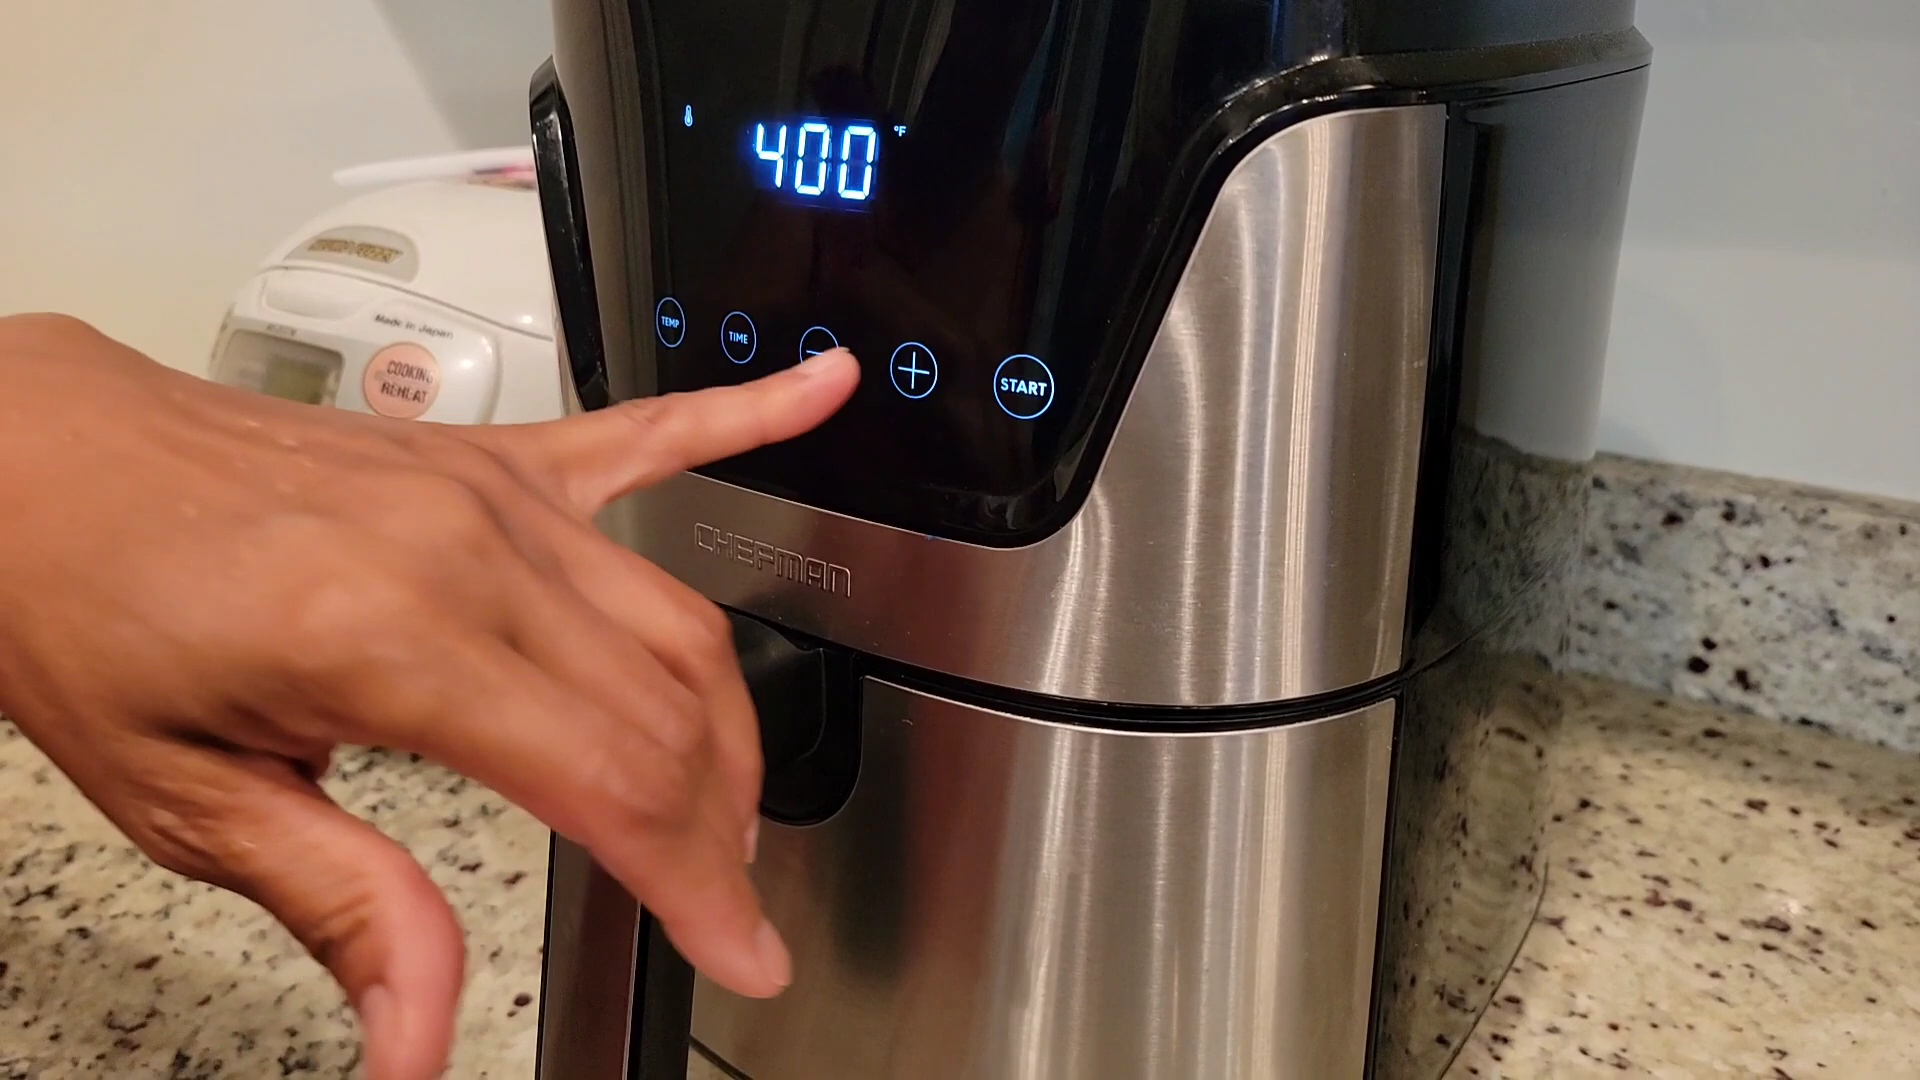 400 °F
TEMP
TIME
START
CHEFMAN
Made in Japan
COOKING
REHEAT